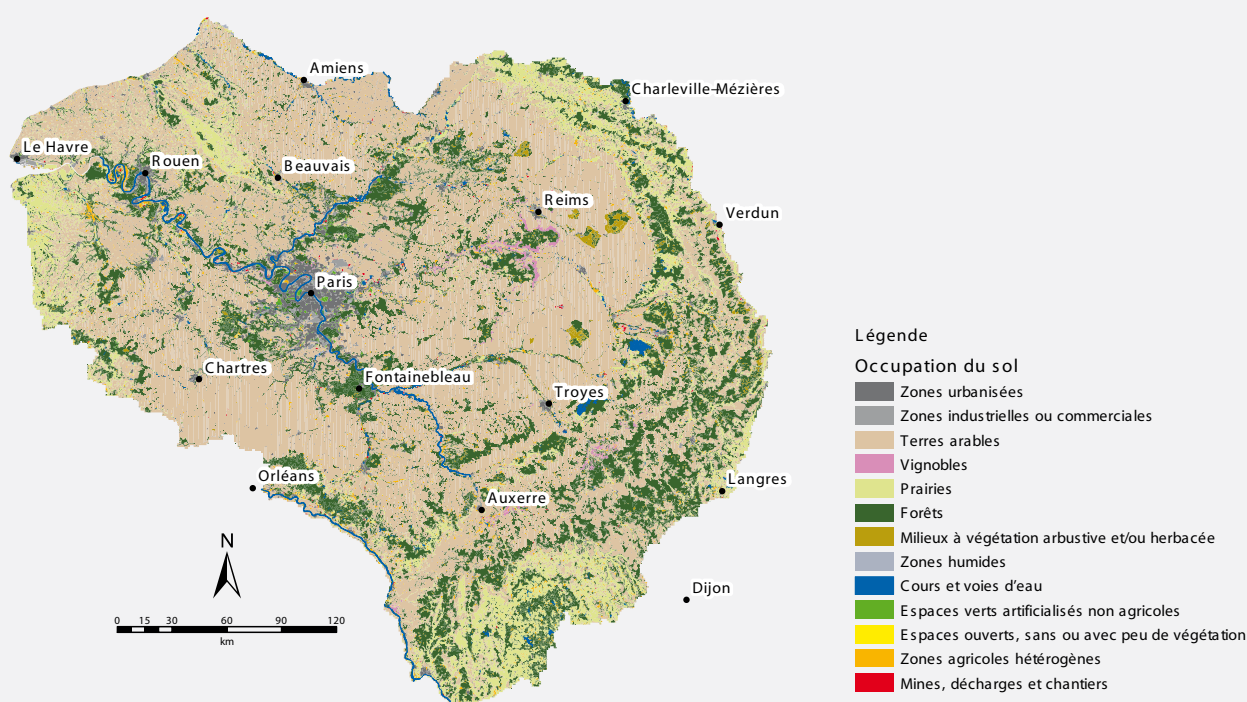 Amiens
Charleville-Mézières
Le Havre
Rouen
Beauvais
Reims
Verdun
Paris
Chartres
Fontainebleau
Troyes
Orléans
Auxerre
Langres
Dijon
N
0 15 30 60 90 120
km
Légende
Occupation du sol
Zones urbanisées
Zones industrielles ou commerciales
Terres arables
Vignobles
Prairies
Forêts
Milieux à végétation arbustive et/ou herbacée
Zones humides
Cours et voies d'eau
Espaces verts artificialisés non agricoles
Espaces ouverts, sans ou avec peu de végétation
Zones agricoles hétérogènes
Mines, décharges et chantiers